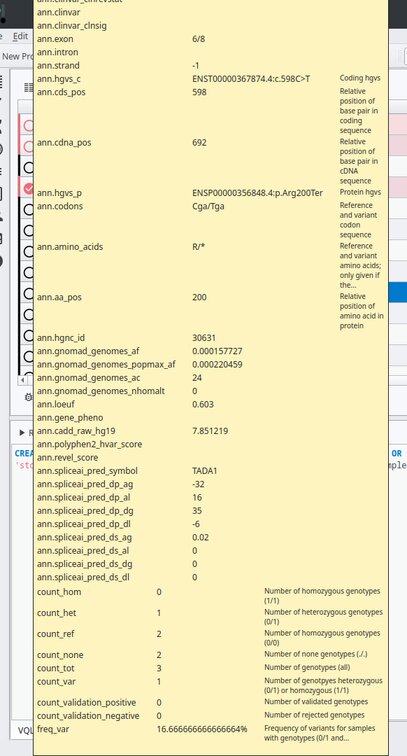 ann.clinvar_clinrevstat
ann.clinvar
Edit
ann.clinvar_clnsig
ann.exon 6/8
New Pro
ann.intron
ann.strand -1
ann.hgvs_c ENST00000367874.4:c.598C>T Coding hgvs
ann.cds_pos 598 Relative
position of
base pair in
coding
sequence
ann.cdna_pos 692 Relative
position of
base pair in
cDNA
sequence
ann.hgvs_p ENSP00000356848.4:p.Arg200Ter Protein hgvs
ann.codons Cga/Tga Reference
and variant
codon
sequence
ann.amino_acids R/* Reference
and variant
amino acids;
only given if
the...
ann.aa_pos 200 Relative
position of
amino acid in
protein
ann.hgnc_id 30631
ann.gnomad_genomes_af 0.000157727
ann.gnomad_genomes_popmax_af 0.000220459
ann.gnomad_genomes_ac 24
ann.gnomad_genomes_nhomalt 0
ann.loeuf 0.603
ann.gene_pheno
R
ann.cadd_raw_hg19 7.851219
ann.polyphen2_hvar_score
CREA
OR
ann.revel_score
'sto
mple
ann.spliceai_pred_symbol TADA1
ann.spliceai_pred_dp_ag -32
ann.spliceai_pred_dp_al 16
ann.spliceai_pred_dp_dg 35
ann.spliceai_pred_dp_dl -6
ann.spliceai_pred_ds_ag 0.02
ann.spliceai_pred_ds_al 0
ann.spliceai_pred_ds_dg 0
ann.spliceai_pred_ds_dl 0
count_hom 0 Number of homozygous genotypes
(1/1)
count_het 1 Number of heterozygous genotypes
(0/1)
count_ref 2 Number of homozygous genotypes
(0/0)
count_none 2 Number of none genotypes (./.)
count_tot 3 Number of genotypes (all)
count_var 1 Number of genotpyes heterozygous
(0/1) or homozygous (1/1)
count_validation_positive 0 Number of validated genotypes
count_validation_negative 0 Number of rejected genotypes
freq_var 16.666666666666664% Frequency of variants for samples
with genotypes (0/1 and...
VQL